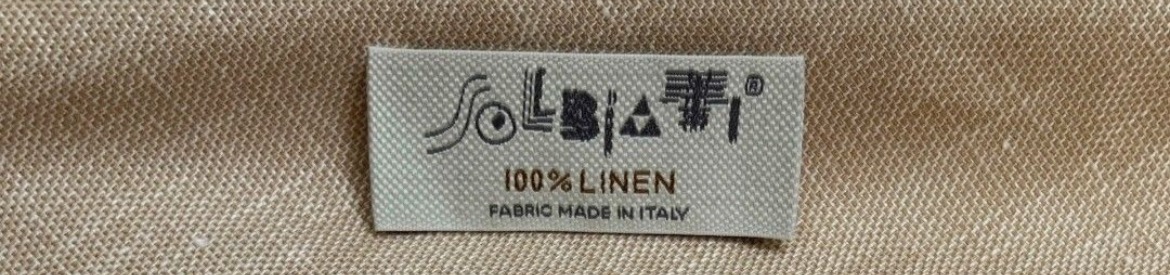 SOLBIATI®
100% LINEN
FABRIC MADE IN ITALY